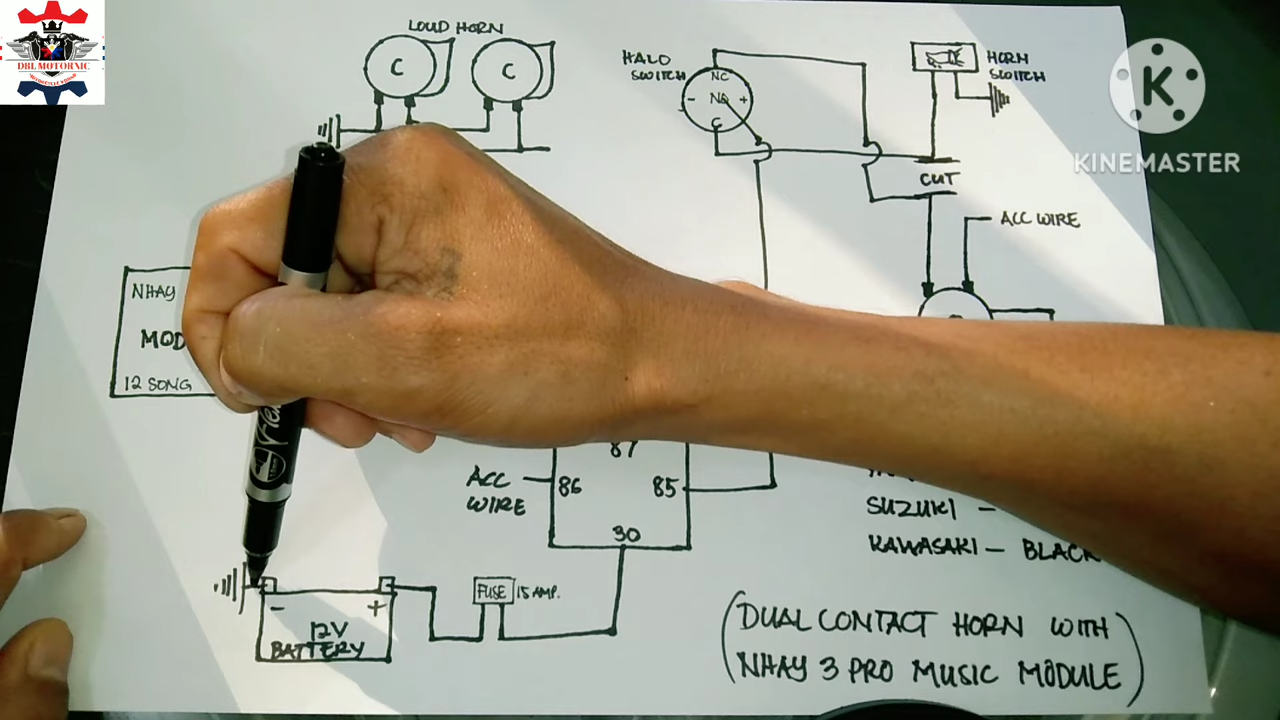 DBL MOTORNIC
LOUD HORN
C
C
HALO
SWITCH
NC
- NO +
C
HORN
SWITCH
KINEMASTER
K
CUT
ACC WIRE
NHAY
MOD
12 SONG
87
ACC
WIRE
86
85
30
SUZUKI -
KAWASAKI - BLACK
FUSE
15 AMP.
- +
12V
BATTERY
(DUAL CONTACT HORN WITH
NHAY 3 PRO MUSIC MODULE)